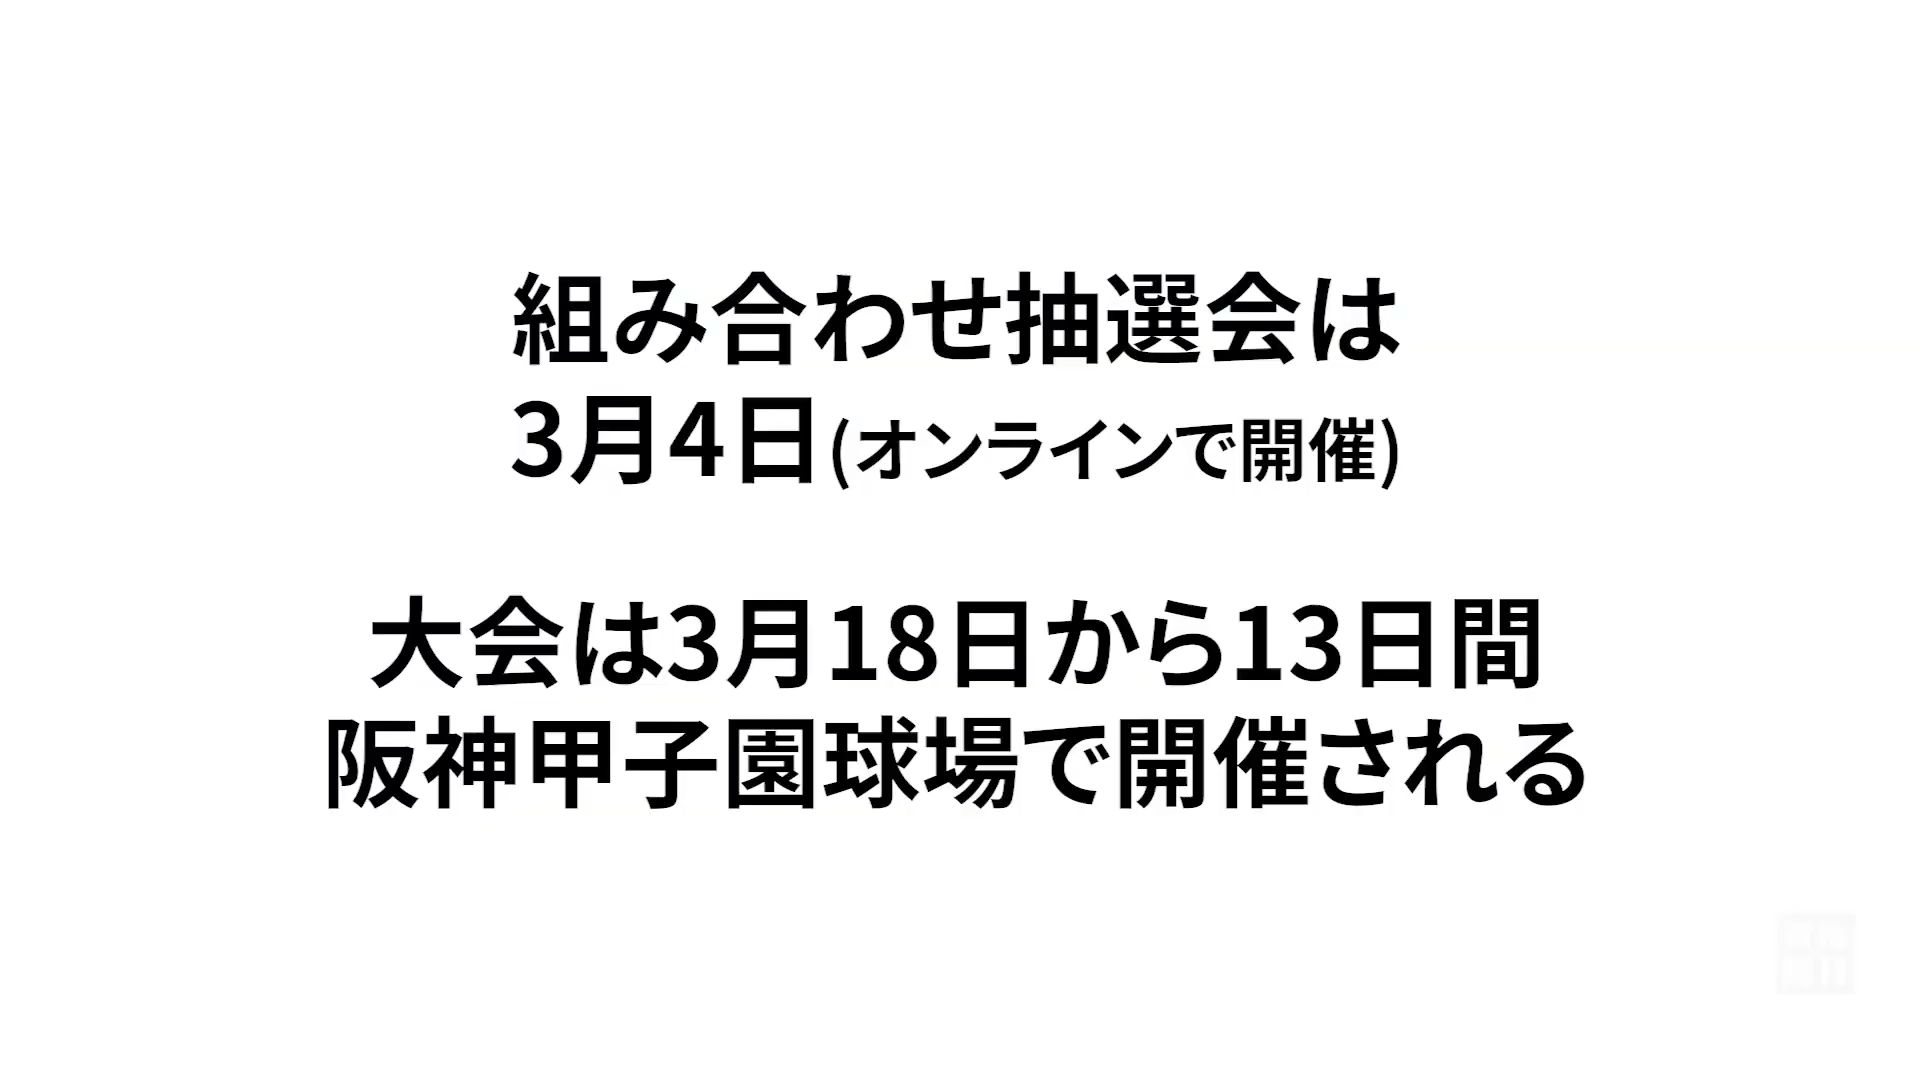 組み合わせ抽選会は
3月4日(オンラインで開催)
大会は3月18日から13日間
阪神甲子園球場で開催される